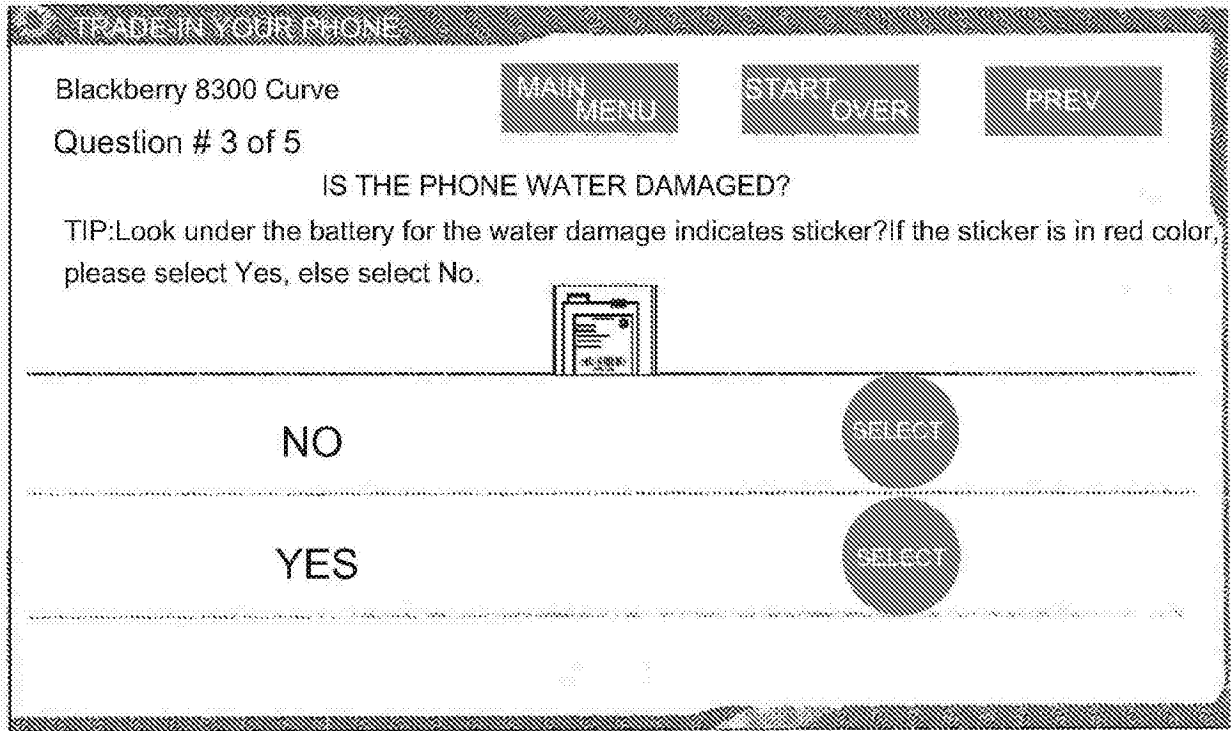 TRADE-IN YOUR PHONE
Blackberry 8300 Curve
MAIN MENU
START OVER
PREV
Question # 3 of 5
IS THE PHONE WATER DAMAGED?
TIP:Look under the battery for the water damage indicates sticker?If the sticker is in red color,
please select Yes, else select No.
NO
SELECT
YES
SELECT